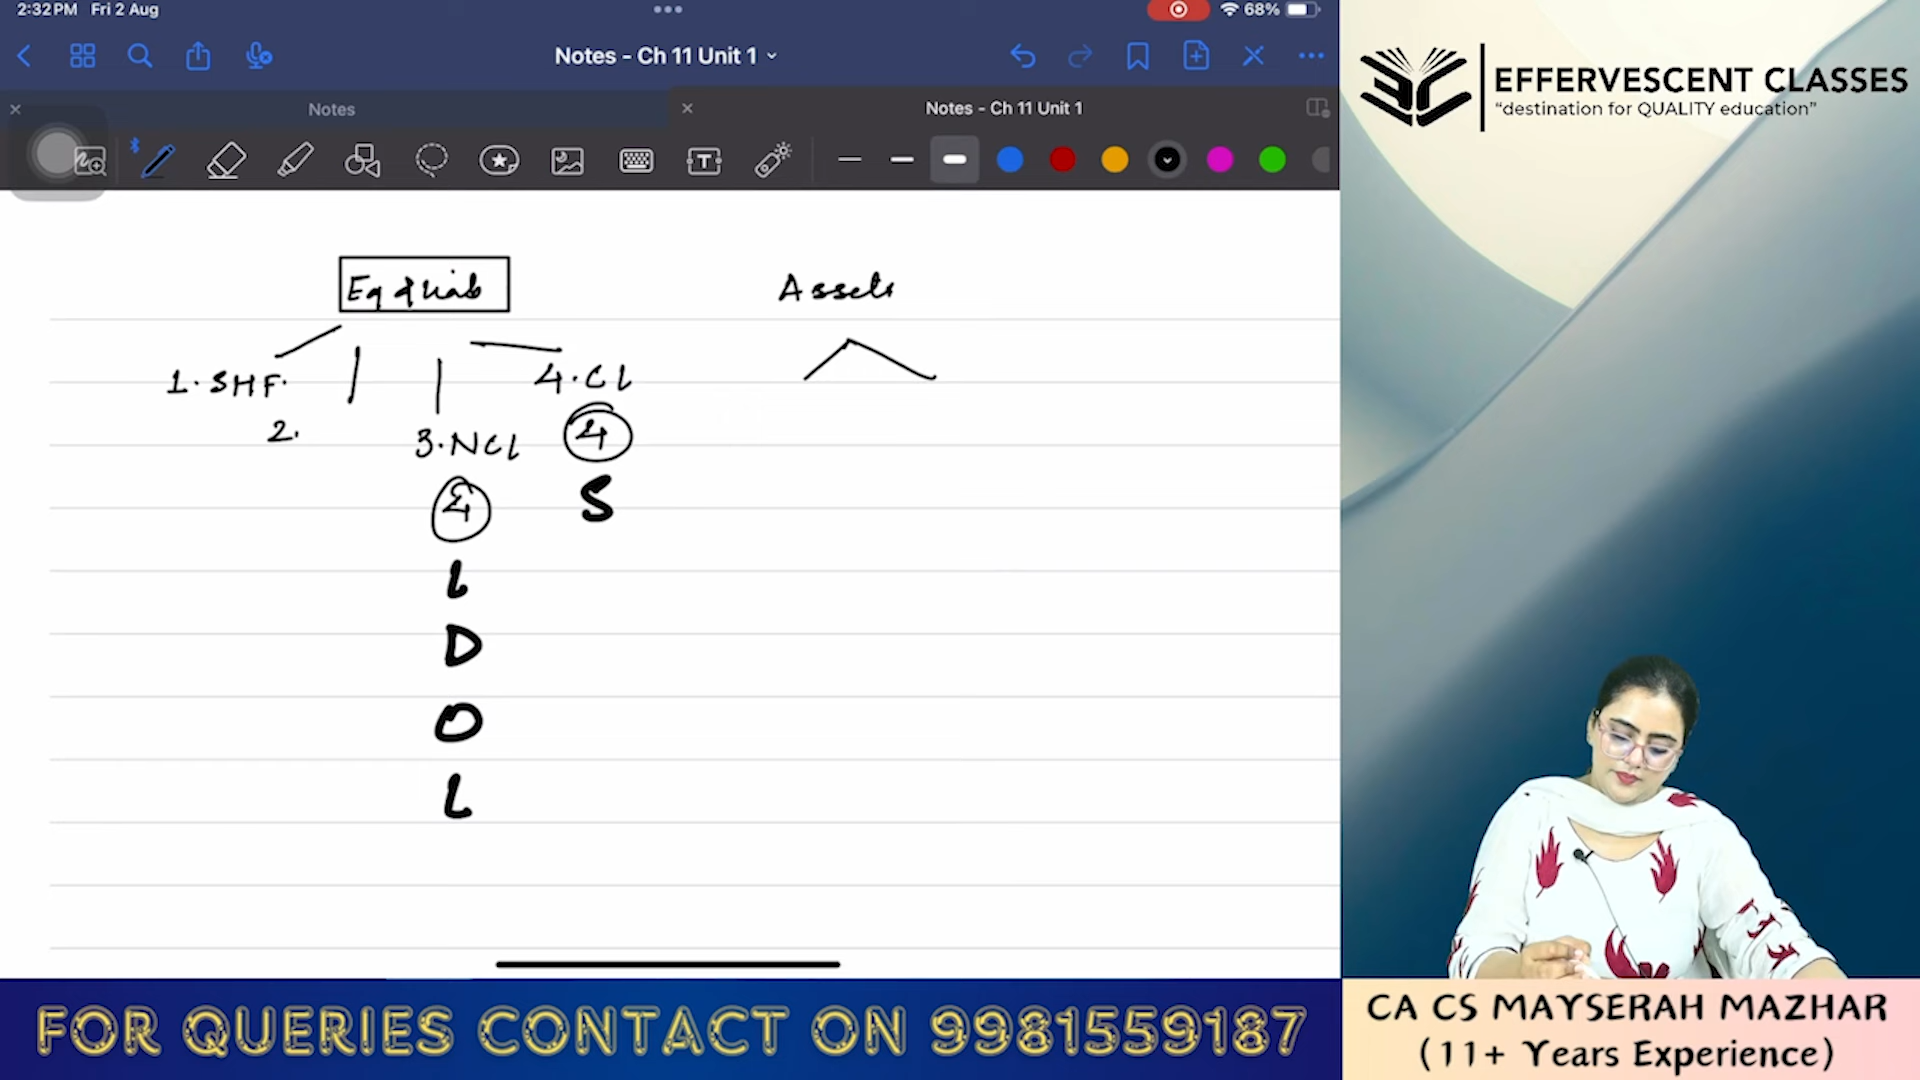 2:32 PM Fri 2 Aug
68%
Notes - Ch 11 Unit 1
Notes
Notes - Ch 11 Unit 1
EFFERVESCENT CLASSES
"destination for QUALITY education"
Eq & Liab
Assets
1. SHF.
2.
3. NCL
4
L
D
O
L
4. CL
4
S
FOR QUERIES CONTACT ON 9981559187
CA CS MAYSERAH MAZHAR
(11+ Years Experience)